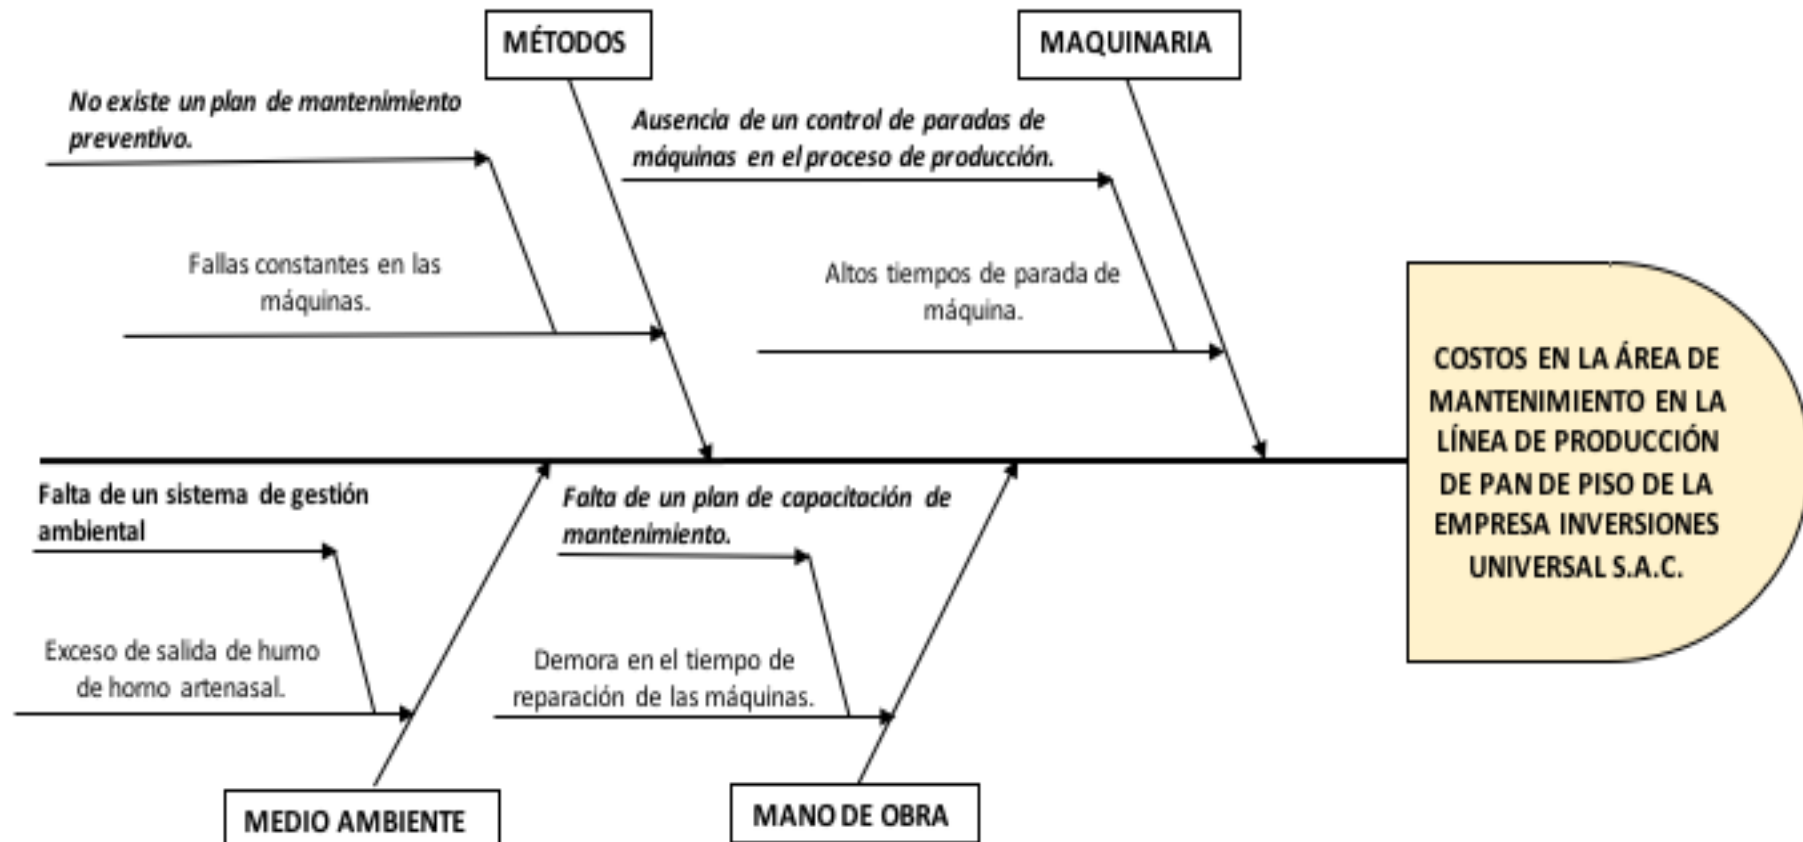 MÉTODOS
MAQUINARIA
No existe un plan de mantenimiento
preventivo.
Ausencia de un control de paradas de
máquinas en el proceso de producción.
Fallas constantes en las
máquinas.
Altos tiempos de parada de
máquina.
COSTOS EN LA ÁREA DE
MANTENIMIENTO EN LA
LÍNEA DE PRODUCCIÓN
DE PAN DE PISO DE LA
EMPRESA INVERSIONES
UNIVERSAL S.A.C.
Falta de un sistema de gestión
ambiental
Falta de un plan de capacitación de
mantenimiento.
Exceso de salida de humo
de horno artenasal.
Demora en el tiempo de
reparación de las máquinas.
MEDIO AMBIENTE
MANO DE OBRA